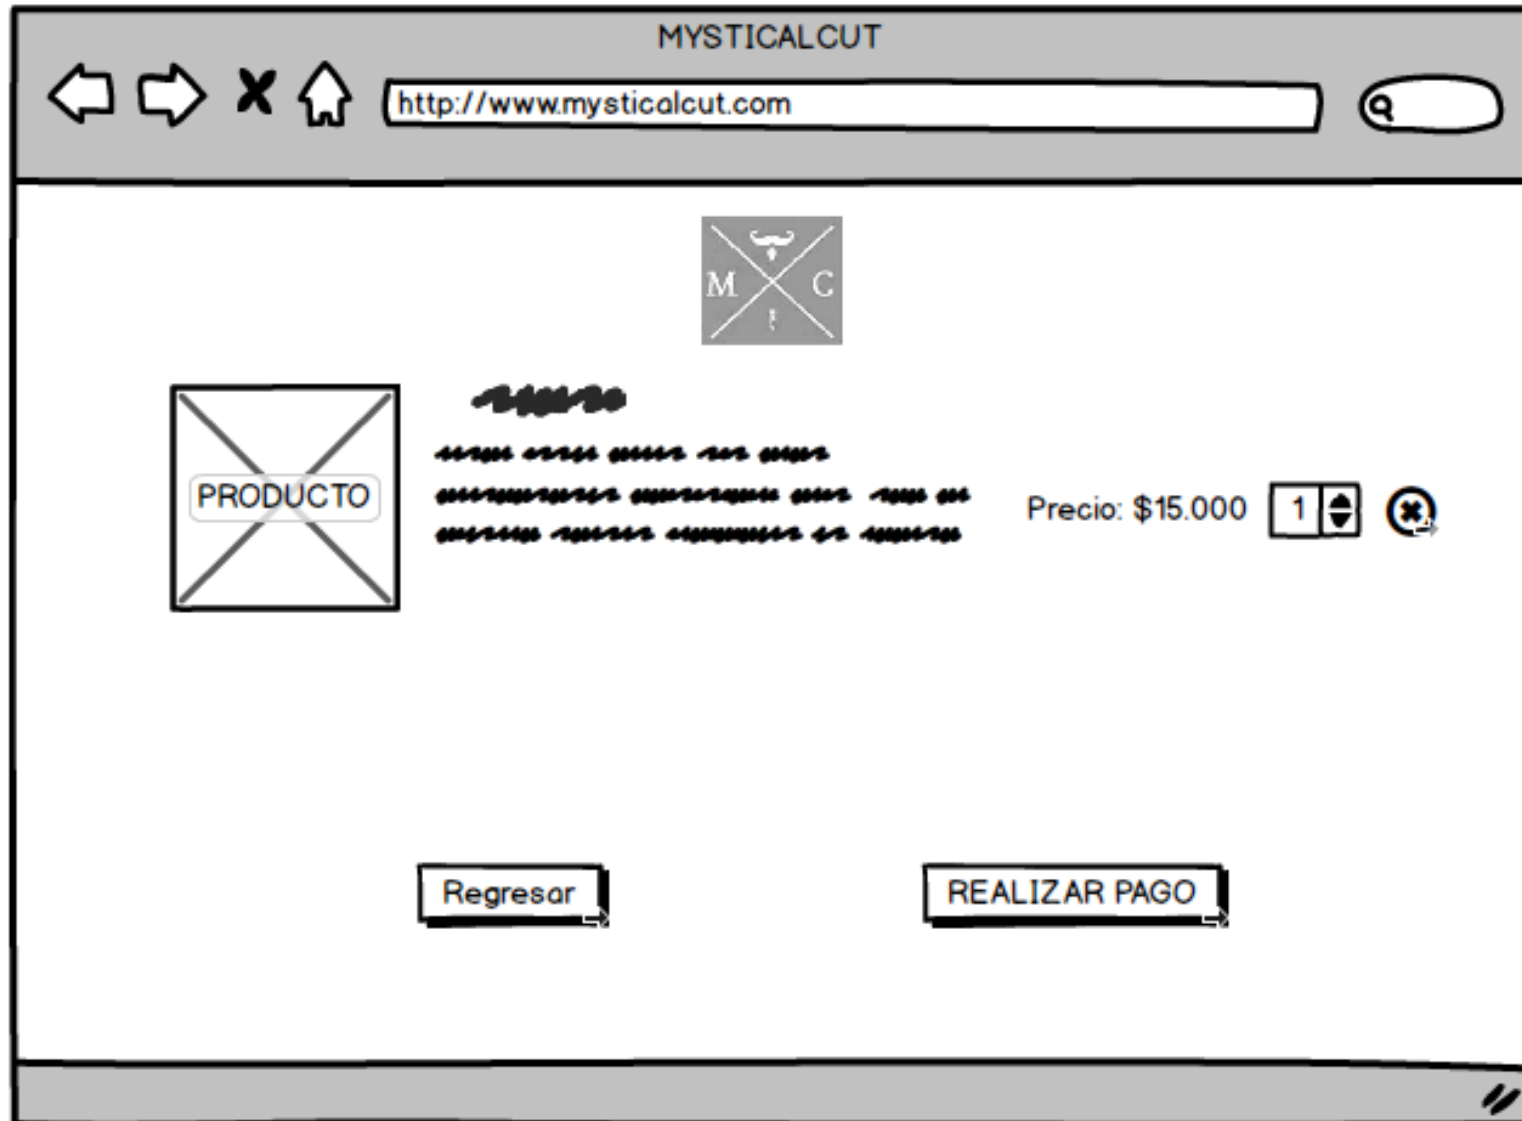 MYSTICALCUT
http://www.mysticalcut.com
M C
PRODUCTO
Precio: $15.000 1
Regresar
REALIZAR PAGO